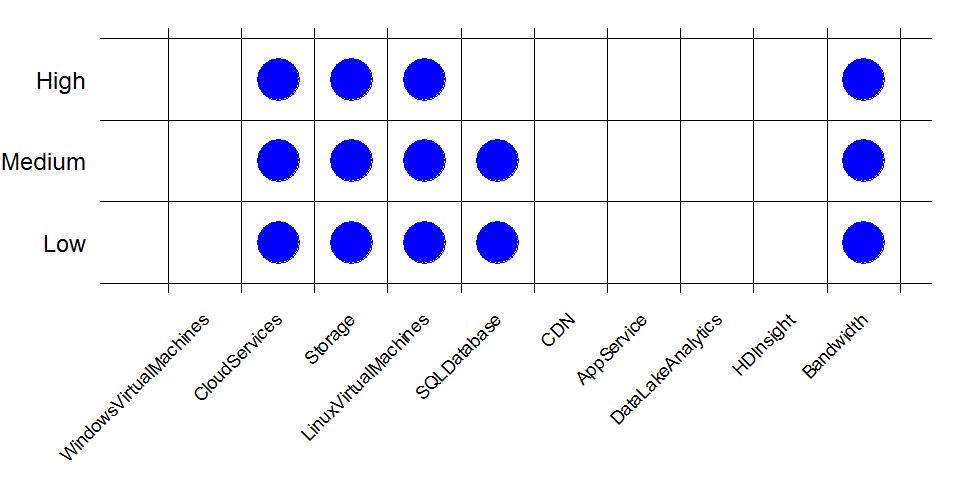 High
Medium
Low
WindowsVirtualMachines
CloudServices
Storage
LinuxVirtualMachines
SQLDatabase
CDN
AppService
DataLakeAnalytics
HDInsight
Bandwidth